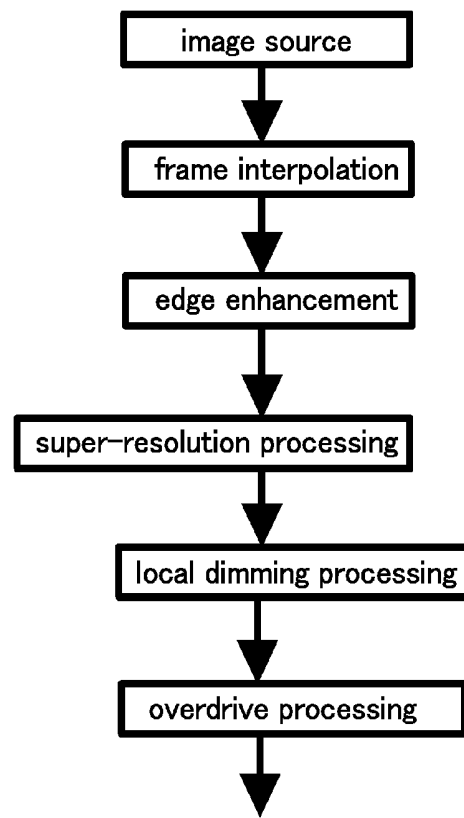 image source
frame interpolation
edge enhancement
super-resolution processing
local dimming processing
overdrive processing